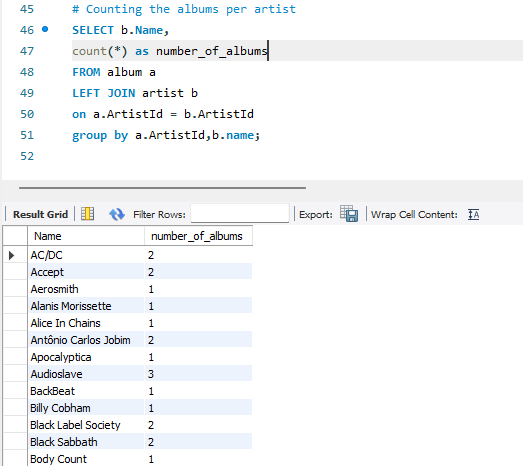 45 # Counting the albums per artist
46 SELECT b.Name,
47 count(*) as number_of_albums
48 FROM album a
49 LEFT JOIN artist b
50 on a.ArtistId = b.ArtistId
51 group by a.ArtistId,b.name;
52
Result Grid Filter Rows: Export: Wrap Cell Content: IA
Name number_of_albums
AC/DC 2
Accept 2
Aerosmith 1
Alanis Morissette 1
Alice In Chains 1
Antônio Carlos Jobim 2
Apocalyptica 1
Audioslave 3
BackBeat 1
Billy Cobham 1
Black Label Society 2
Black Sabbath 2
Body Count 1